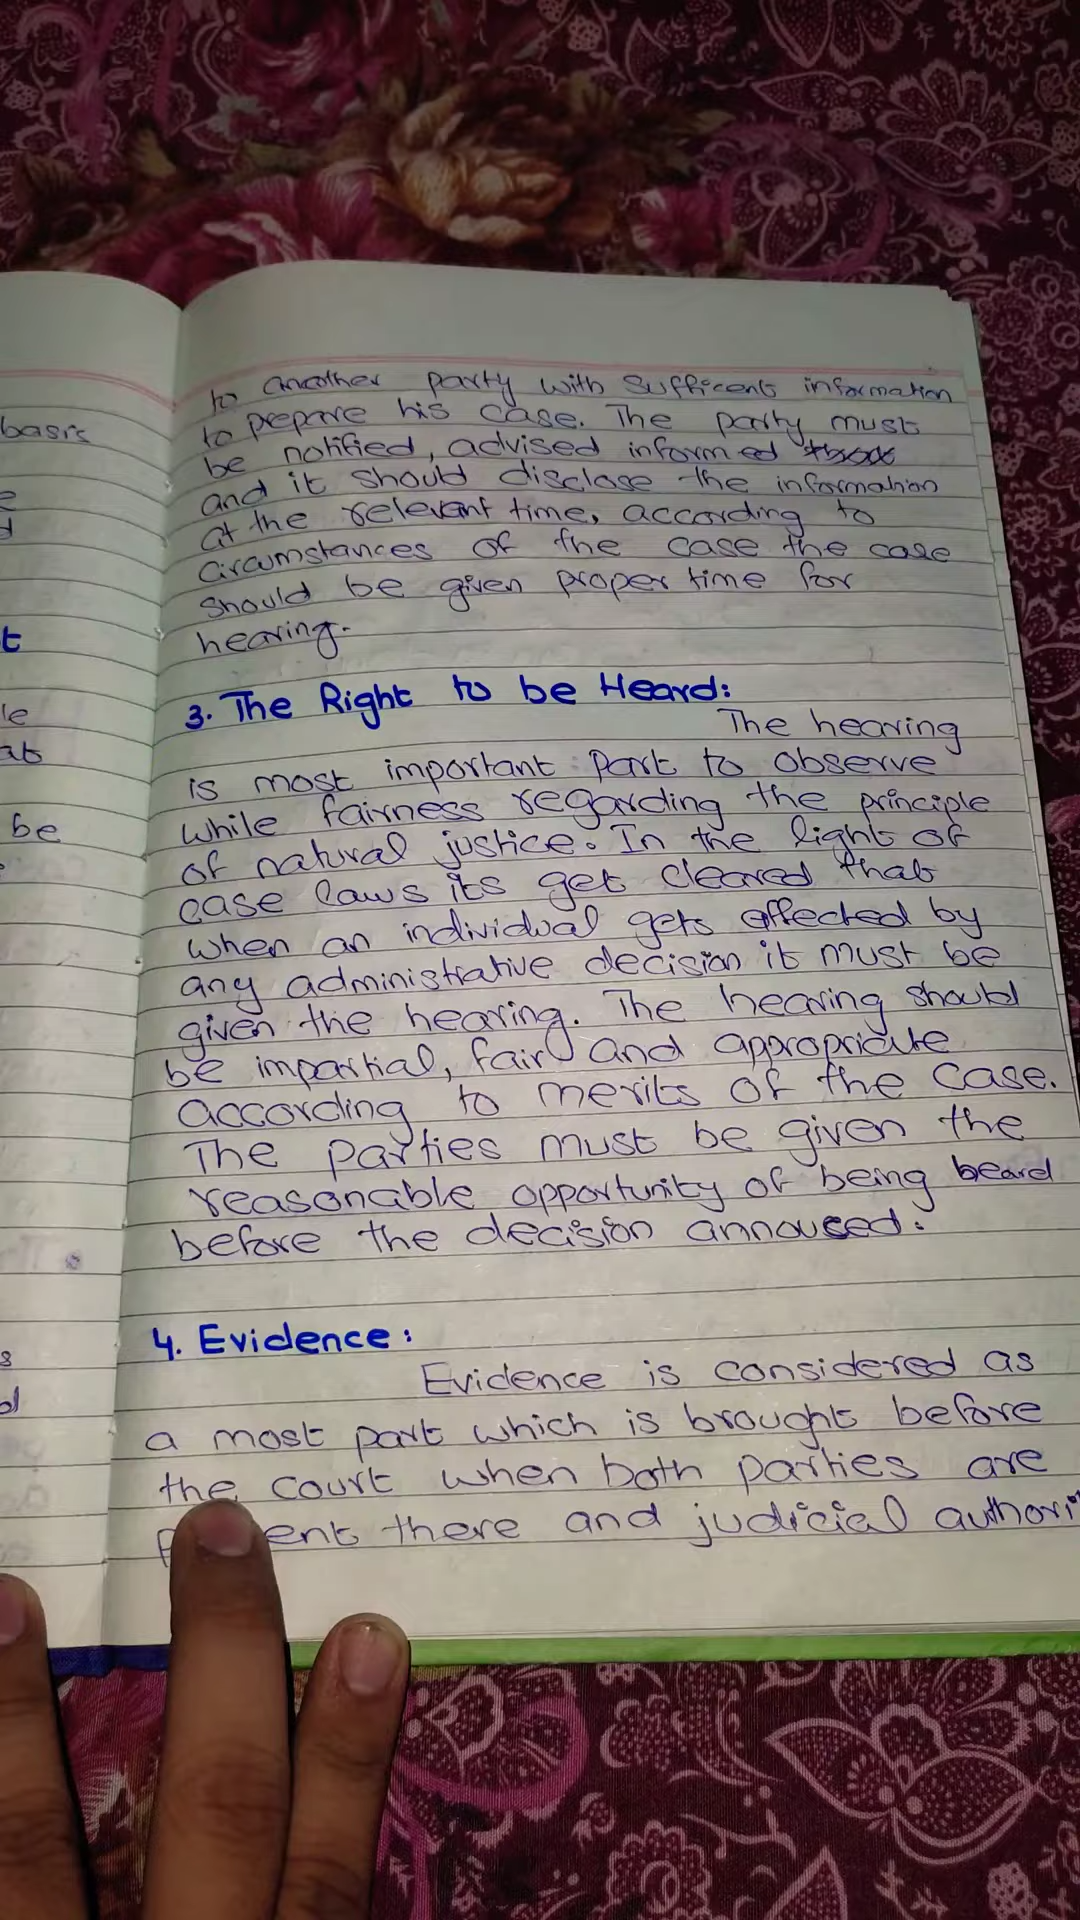 to another party with sufficent information
to prepare his case. The party must
be notified, advised informed
and it should disclose the information
at the relevant time, according to
circumstances of the case the case
should be given proper time for
hearing.
3. The Right to be Heard:
The hearing
is most important part to observe
while fairness regarding the principle
of natural justice. In the light of
case laws its get cleared that
when an individual gets affected by
any administrative decision it must be
given the hearing. The hearing should
be impartial, fair and appropriate
according to merits of the case.
The parties must be given the
reasonable opportunity of being heard
before the decision annouced.
4. Evidence:
Evidence is considered as
a most part which is brought before
the court when both parties are
there and judicial
basis
be